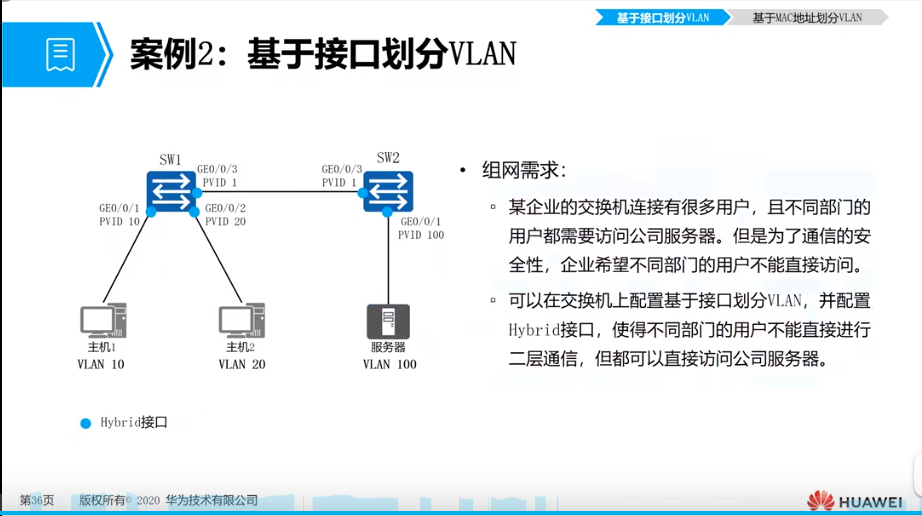 基于接口划分VLAN
基于MAC地址划分VLAN
案例2：基于接口划分VLAN
SW1
GE0/0/3
PVID 1
GE0/0/1
PVID 10
GE0/0/2
PVID 20
SW2
GE0/0/3
PVID 1
GE0/0/1
PVID 100
主机1
VLAN 10
主机2
VLAN 20
服务器
VLAN 100
Hybrid接口
• 组网需求：
▫ 某企业的交换机连接有很多用户，且不同部门的
用户都需要访问公司服务器。但是为了通信的安
全性，企业希望不同部门的用户不能直接访问。
▫ 可以在交换机上配置基于接口划分VLAN，并配置
Hybrid接口，使得不同部门的用户不能直接进行
二层通信，但都可以直接访问公司服务器。
第36页 版权所有© 2020 华为技术有限公司
HUAWEI